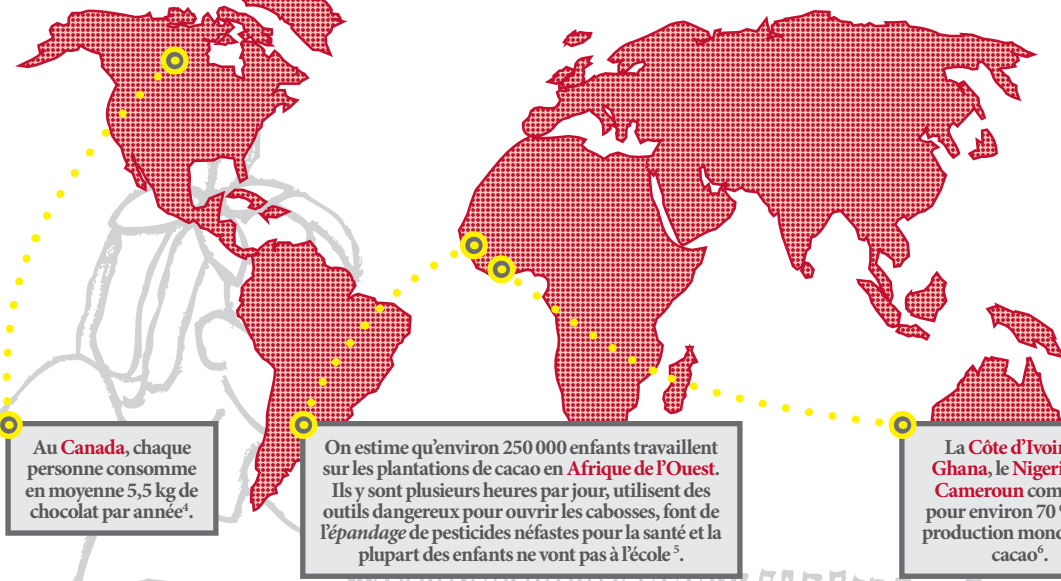 Au Canada, chaque
personne consomme
en moyenne 5,5 kg de
chocolat par année⁴.
On estime qu'environ 250 000 enfants travaillent
sur les plantations de cacao en Afrique de l'Ouest.
Ils y sont plusieurs heures par jour, utilisent des
outils dangereux pour ouvrir les cabosses, font de
l'épandage de pesticides néfastes pour la santé et la
plupart des enfants ne vont pas à l'école ⁵.
La Côte d'Ivoir
Ghana, le Nigeri
Cameroun com
pour environ 70 %
production mond
cacao⁶.